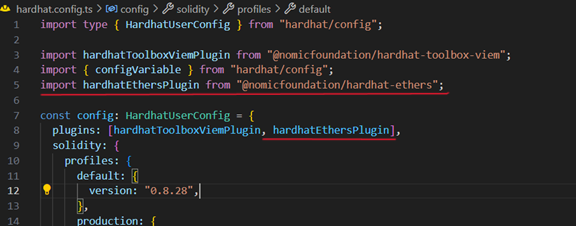 hardhat.config.ts > config > solidity > profiles > default
1 import type { HardhatUserConfig } from "hardhat/config";
2
3 import hardhatToolboxViemPlugin from "@nomicfoundation/hardhat-toolbox-viem";
4 import { configVariable } from "hardhat/config";
5 import hardhatEthersPlugin from "@nomicfoundation/hardhat-ethers";
6
7 const config: HardhatUserConfig = {
8 plugins: [hardhatToolboxViemPlugin, hardhatEthersPlugin],
9 solidity: {
10 profiles: {
11 default: {
12 version: "0.8.28",
13 },
14 production: {